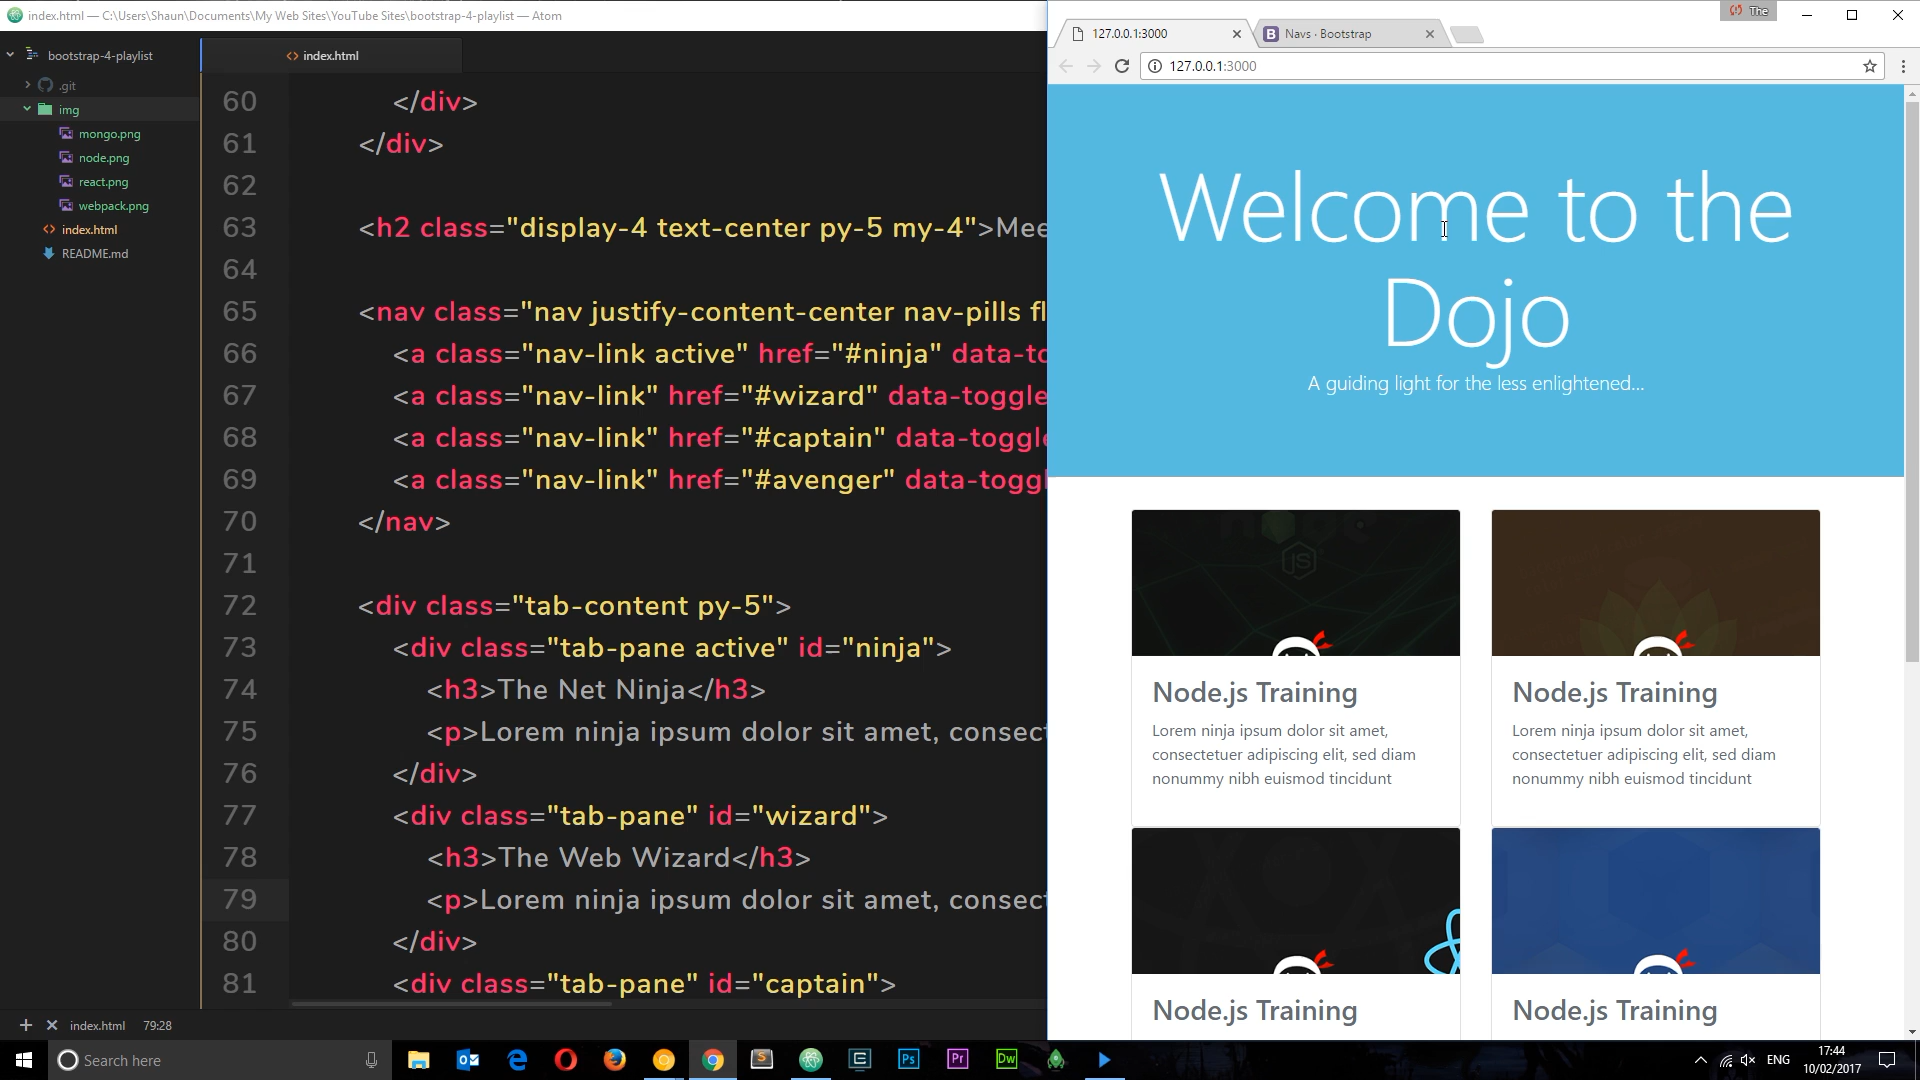 index.html — C:\Users\Shaun\Documents\My Web Sites\YouTube Sites\bootstrap-4-playlist — Atom
bootstrap-4-playlist
.git
img
mongo.png
node.png
react.png
webpack.png
index.html
README.md
index.html
60 </div>
61 </div>
62
63 <h2 class="display-4 text-center py-5 my-4">Mee
64
65 <nav class="nav justify-content-center nav-pills fl
66 <a class="nav-link active" href="#ninja" data-to
67 <a class="nav-link" href="#wizard" data-toggle
68 <a class="nav-link" href="#captain" data-toggle
69 <a class="nav-link" href="#avenger" data-toggl
70 </nav>
71
72 <div class="tab-content py-5">
73 <div class="tab-pane active" id="ninja">
74 <h3>The Net Ninja</h3>
75 <p>Lorem ninja ipsum dolor sit amet, consect
76 </div>
77 <div class="tab-pane" id="wizard">
78 <h3>The Web Wizard</h3>
79 <p>Lorem ninja ipsum dolor sit amet, consect
80 </div>
81 <div class="tab-pane" id="captain">
index.html 79:28
The
127.0.0.1:3000
Navs · Bootstrap
127.0.0.1:3000
Welcome to the
Dojo
A guiding light for the less enlightened...
JS
Node.js Training
Lorem ninja ipsum dolor sit amet,
consectetuer adipiscing elit, sed diam
nonummy nibh euismod tincidunt
Node.js Training
Lorem ninja ipsum dolor sit amet,
consectetuer adipiscing elit, sed diam
nonummy nibh euismod tincidunt
Node.js Training
Node.js Training
Search here
Ps
Pr
Dw
ENG
17:44
10/02/2017